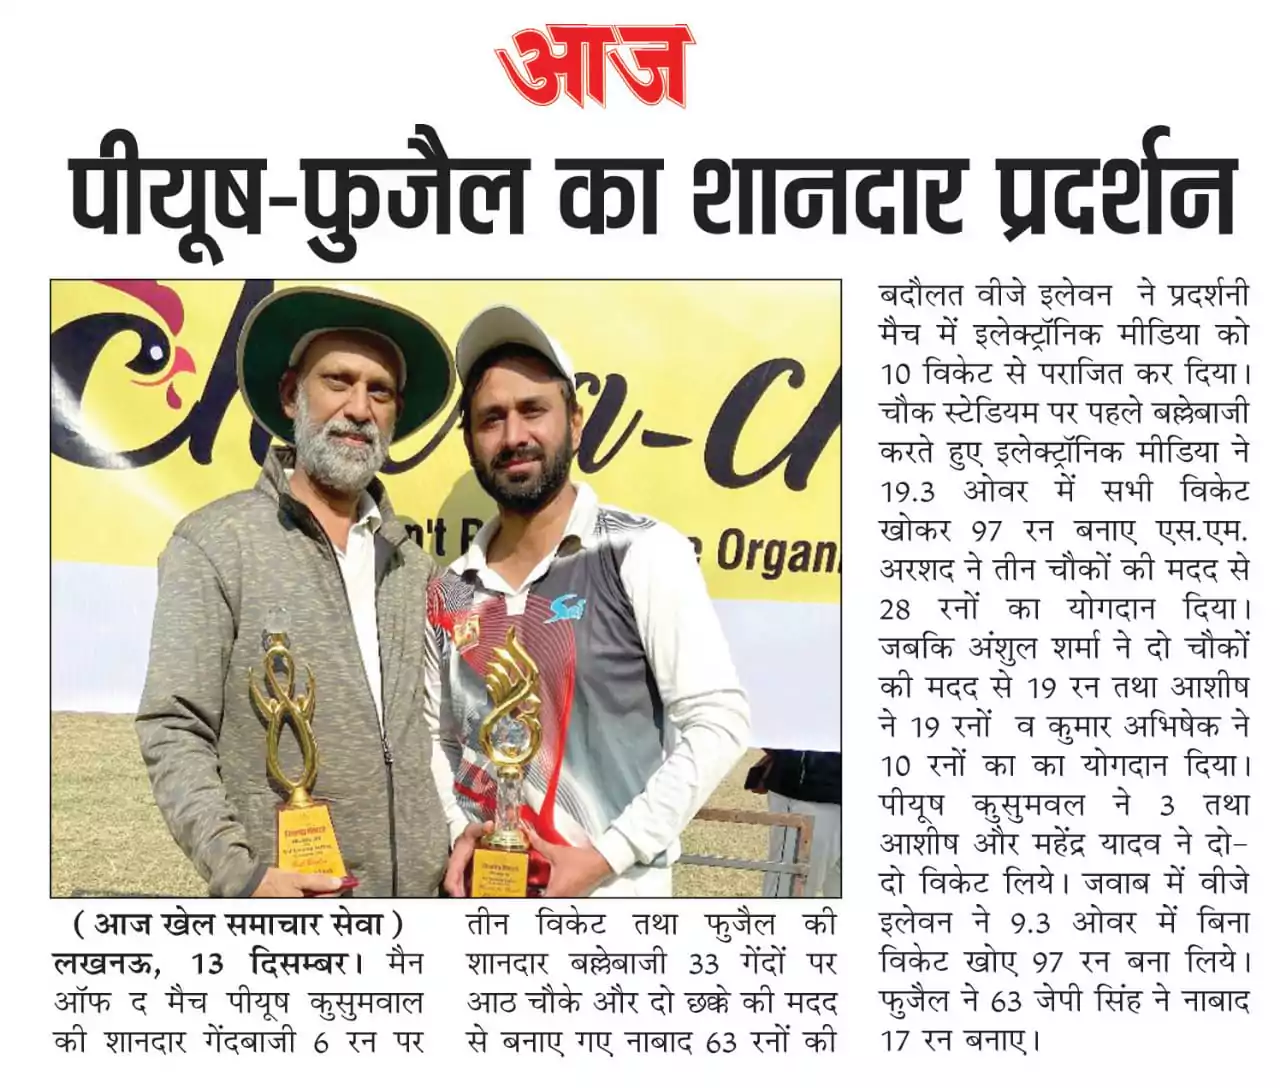 आज
पीयूष-फुजैल का शानदार प्रदर्शन
n't
Organ
( आज खेल समाचार सेवा )
लखनऊ, 13 दिसम्बर। मैन
ऑफ द मैच पीयूष कुसुमवाल
की शानदार गेंदबाजी 6 रन पर
तीन विकेट तथा फुजैल की
शानदार बल्लेबाजी 33 गेंदों पर
आठ चौके और दो छक्के की मदद
से बनाए गए नाबाद 63 रनों की
बदौलत वीजे इलेवन ने प्रदर्शनी
मैच में इलेक्ट्रॉनिक मीडिया को
10 विकेट से पराजित कर दिया।
चौक स्टेडियम पर पहले बल्लेबाजी
करते हुए इलेक्ट्रॉनिक मीडिया ने
19.3 ओवर में सभी विकेट
खोकर 97 रन बनाए एस.एम.
अरशद ने तीन चौकों की मदद से
28 रनों का योगदान दिया।
जबकि अंशुल शर्मा ने दो चौकों
की मदद से 19 रन तथा आशीष
ने 19 रनों व कुमार अभिषेक ने
10 रनों का का योगदान दिया।
पीयूष कुसुमवल ने 3 तथा
आशीष और महेंद्र यादव ने दो-
दो विकेट लिये। जवाब में वीजे
इलेवन ने 9.3 ओवर में बिना
विकेट खोए 97 रन बना लिये।
फुजैल ने 63 जेपी सिंह ने नाबाद
17 रन बनाए।